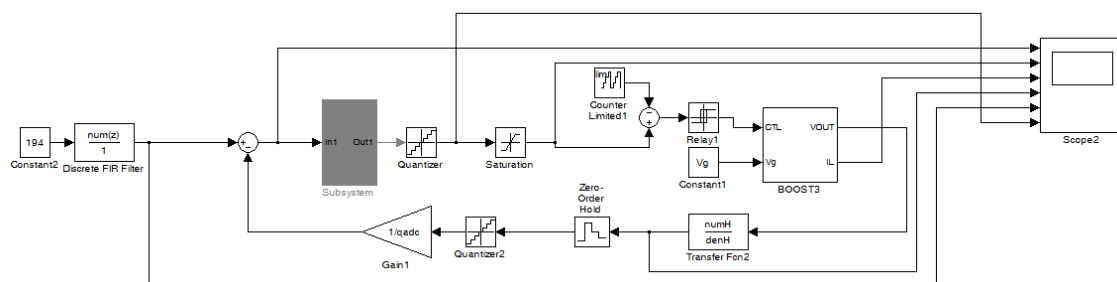 194
Constant2
num(z)
1
Discrete FIR Filter
+
−
In1
Out1
Subsystem
Quantizer
Saturation
lim
Counter
Limited1
−
+
Relay1
Vg
Constant1
CTL
Vg
VOUT
IL
BOOST3
Scope2
1/qadc
Gain1
Quantizer2
Zero-
Order
Hold
numH
denH
Transfer Fcn2